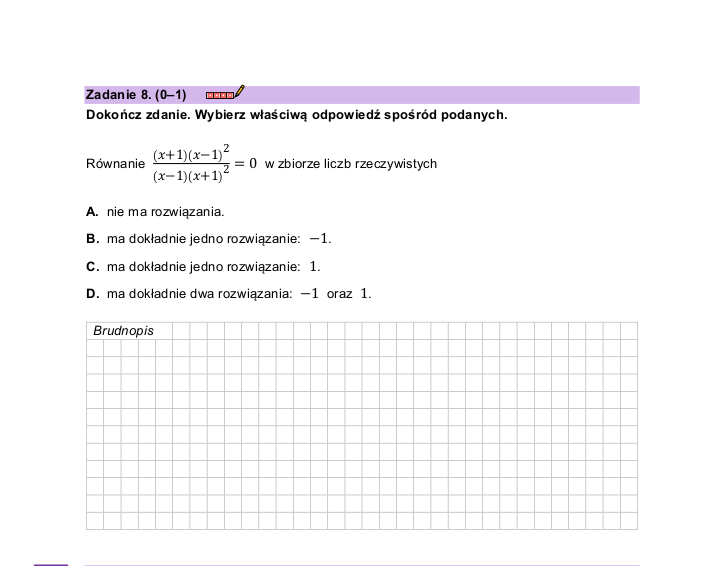 Zadanie 8. (0–1)
Dokończ zdanie. Wybierz właściwą odpowiedź spośród podanych.
Równanie (x+1)(x−1)²/(x−1)(x+1)² = 0 w zbiorze liczb rzeczywistych
A. nie ma rozwiązania.
B. ma dokładnie jedno rozwiązanie: −1.
C. ma dokładnie jedno rozwiązanie: 1.
D. ma dokładnie dwa rozwiązania: −1 oraz 1.
Brudnopis